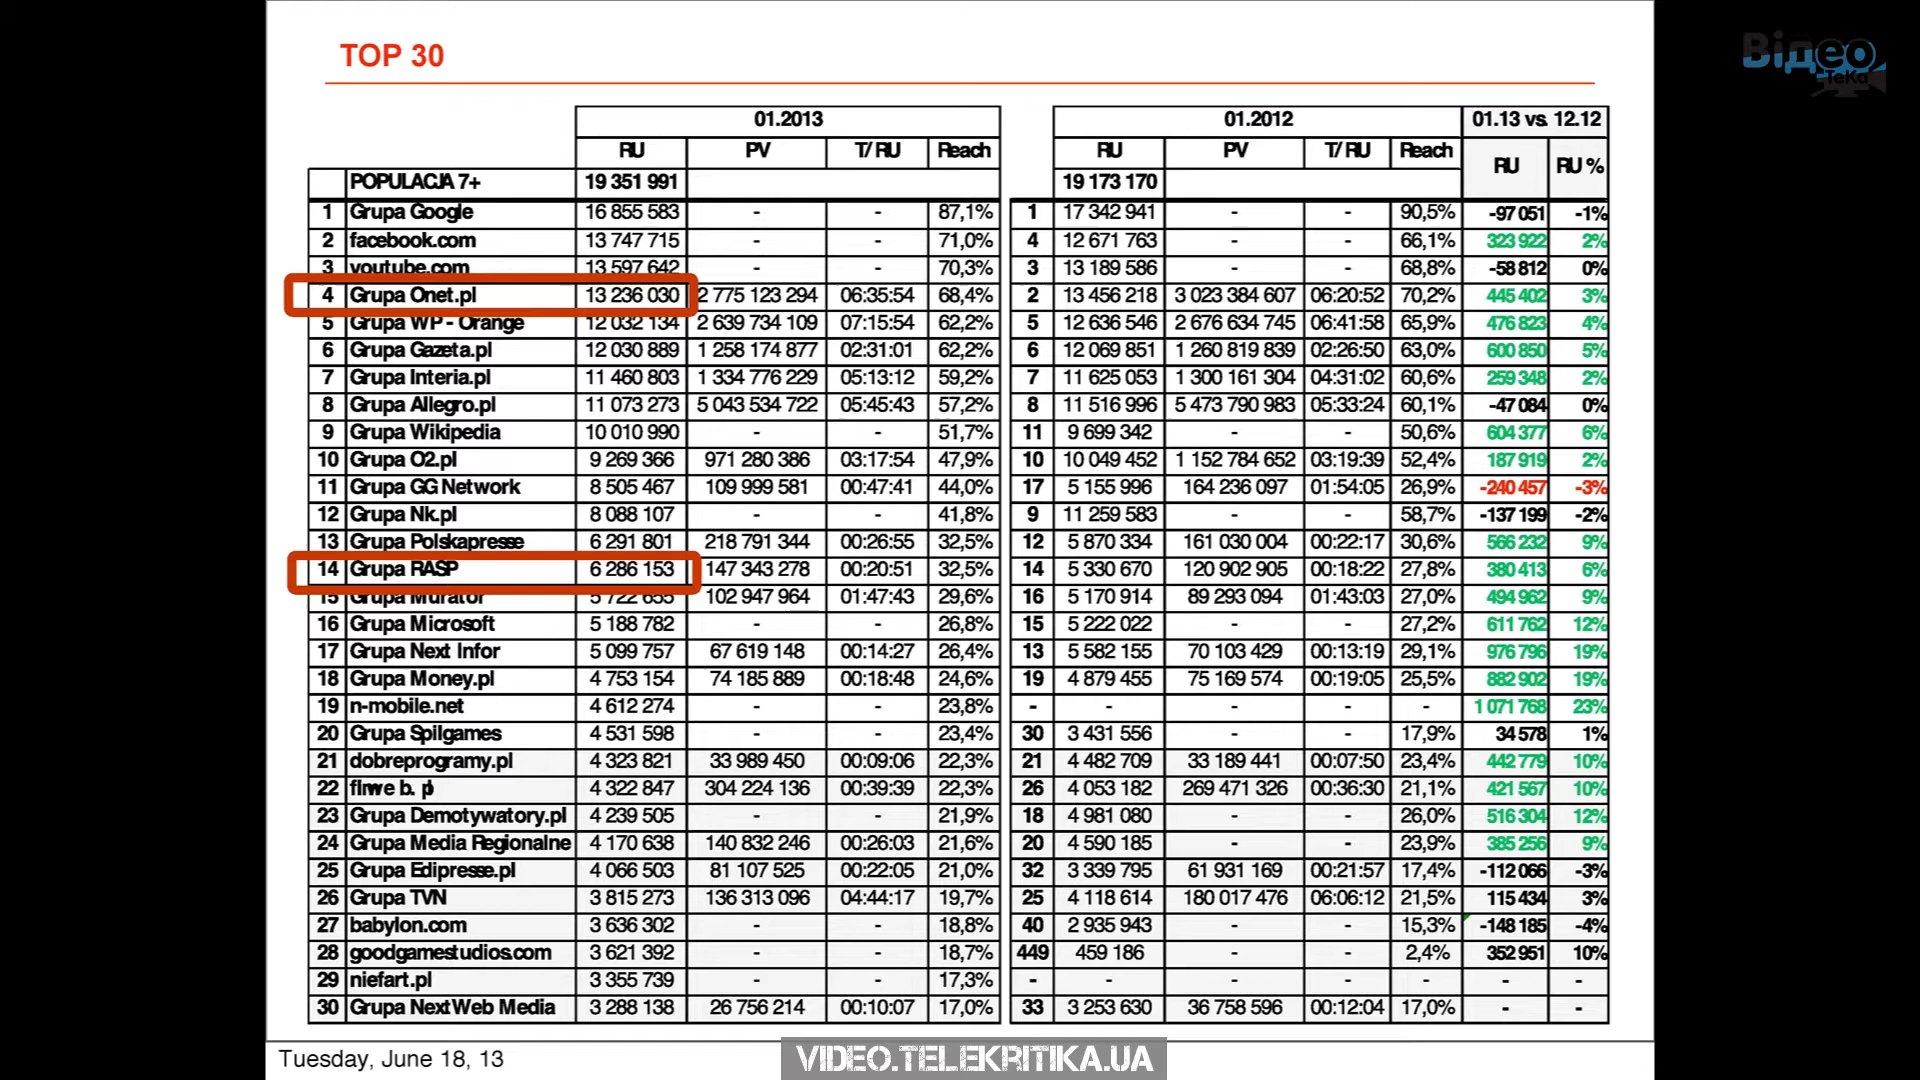 TOP 30
Відео
ТеКа
01.2013 01.2012 01.13 vs. 12.12
RU PV T/RU Reach RU PV T/RU Reach RU RU %
POPULACJA 7+ 19 351 991 19 173 170
1 Grupa Google 16 855 583 - - 87,1% 1 17 342 941 - - 90,5% -97 051 -1%
2 facebook.com 13 747 715 - - 71,0% 4 12 671 763 - - 66,1% 323 922 2%
3 youtube.com 13 597 642 - - 70,3% 3 13 189 586 - - 68,8% -58 812 0%
4 Grupa Onet.pl 13 236 030 2 775 123 294 06:35:54 68,4% 2 13 456 218 3 023 384 607 06:20:52 70,2% 445 402 3%
5 Grupa WP - Orange 12 032 134 2 639 734 109 07:15:54 62,2% 5 12 636 546 2 676 634 745 06:41:58 65,9% 476 823 4%
6 Grupa Gazeta.pl 12 030 889 1 258 174 877 02:31:01 62,2% 6 12 069 851 1 260 819 839 02:26:50 63,0% 600 850 5%
7 Grupa Interia.pl 11 460 803 1 334 776 229 05:13:12 59,2% 7 11 625 053 1 300 161 304 04:31:02 60,6% 259 348 2%
8 Grupa Allegro.pl 11 073 273 5 043 534 722 05:45:43 57,2% 8 11 516 996 5 473 790 983 05:33:24 60,1% -47 084 0%
9 Grupa Wikipedia 10 010 990 - - 51,7% 11 9 699 342 - - 50,6% 604 377 6%
10 Grupa O2.pl 9 269 366 971 280 386 03:17:54 47,9% 10 10 049 452 1 152 784 652 03:19:39 52,4% 187 919 2%
11 Grupa GG Network 8 505 467 109 999 581 00:47:41 44,0% 17 5 155 996 164 236 097 01:54:05 26,9% -240 457 -3%
12 Grupa Nk.pl 8 088 107 - - 41,8% 9 11 259 583 - - 58,7% -137 199 -2%
13 Grupa Polskapresse 6 291 801 218 791 344 00:26:55 32,5% 12 5 870 334 161 030 004 00:22:17 30,6% 566 232 9%
14 Grupa RASP 6 286 153 147 343 278 00:20:51 32,5% 14 5 330 670 120 902 905 00:18:22 27,8% 380 413 6%
15 Grupa Murator 5 722 655 102 947 964 01:47:43 29,6% 16 5 170 914 89 293 094 01:43:03 27,0% 494 962 9%
16 Grupa Microsoft 5 188 782 - - 26,8% 15 5 222 022 - - 27,2% 611 762 12%
17 Grupa Next Infor 5 099 757 67 619 148 00:14:27 26,4% 13 5 582 155 70 103 429 00:13:19 29,1% 976 796 19%
18 Grupa Money.pl 4 753 154 74 185 889 00:18:48 24,6% 19 4 879 455 75 169 574 00:19:05 25,5% 882 902 19%
19 n-mobile.net 4 612 274 - - 23,8% - - - - - 1 071 768 23%
20 Grupa Spilgames 4 531 598 - - 23,4% 30 3 431 556 - - 17,9% 34 578 1%
21 dobreprogramy.pl 4 323 821 33 989 450 00:09:06 22,3% 21 4 482 709 33 189 441 00:07:50 23,4% 442 779 10%
22 4 322 847 304 224 136 00:39:39 22,3% 26 4 053 182 269 471 326 00:36:30 21,1% 421 567 10%
23 Grupa Demotywatory.pl 4 239 505 - - 21,9% 18 4 981 080 - - 26,0% 516 304 12%
24 Grupa Media Regionalne 4 170 638 140 832 246 00:26:03 21,6% 20 4 590 185 - - 23,9% 385 256 9%
25 Grupa Edipresse.pl 4 066 503 81 107 525 00:22:05 21,0% 32 3 339 795 61 931 169 00:21:57 17,4% -112 066 -3%
26 Grupa TVN 3 815 273 136 313 096 04:44:17 19,7% 25 4 118 614 180 017 476 06:06:12 21,5% 115 434 3%
27 babylon.com 3 636 302 - - 18,8% 40 2 935 943 - - 15,3% -148 185 -4%
28 goodgamestudios.com 3 621 392 - - 18,7% 449 459 186 - - 2,4% 352 951 10%
29 niefart.pl 3 355 739 - - 17,3% - - - - - - -
30 Grupa NextWeb Media 3 288 138 26 756 214 00:10:07 17,0% 33 3 253 630 36 758 596 00:12:04 17,0% - -
Tuesday, June 18, 13
VIDEO.TELEKRITIKA.UA